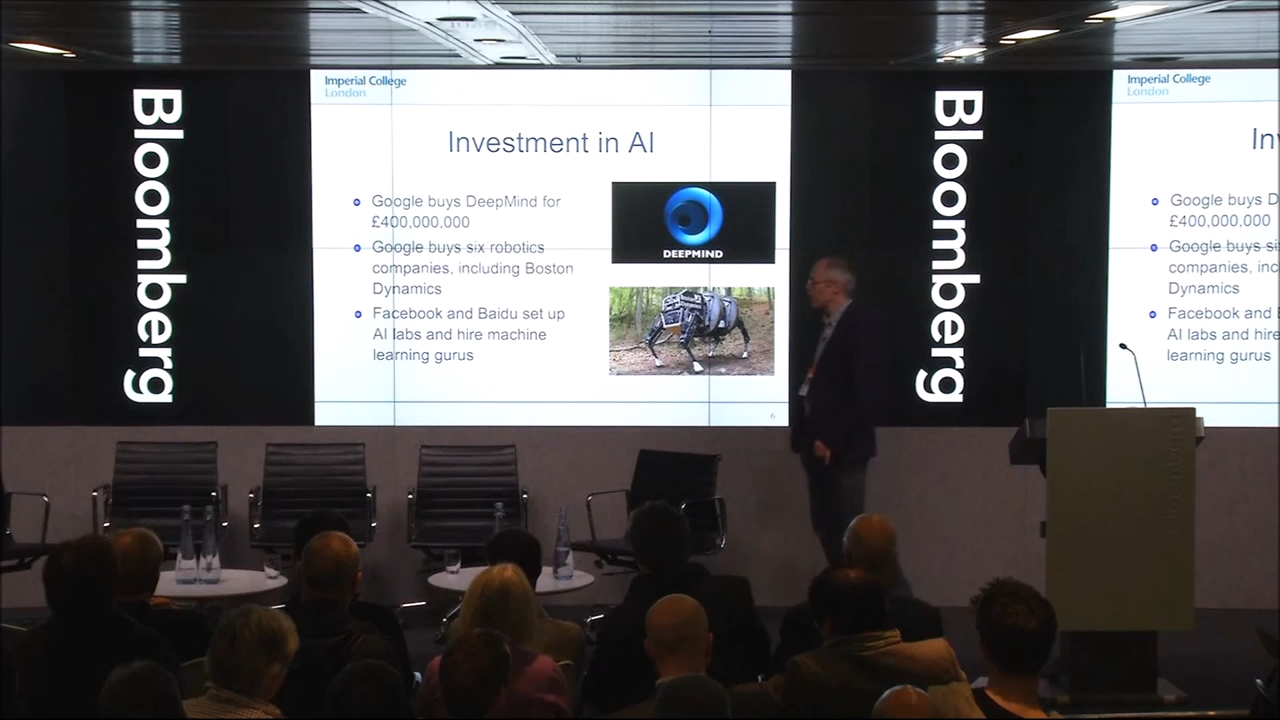 Bloomberg
Imperial College
London
Investment in AI
Google buys DeepMind for
£400,000,000
Google buys six robotics
companies, including Boston
Dynamics
Facebook and Baidu set up
AI labs and hire machine
learning gurus
DEEPMIND
6
Bloomberg
Imperial College
London
In
Google buys D
£400,000,000
Google buys si
companies, inc
Dynamics
Facebook and
AI labs and hire
learning gurus